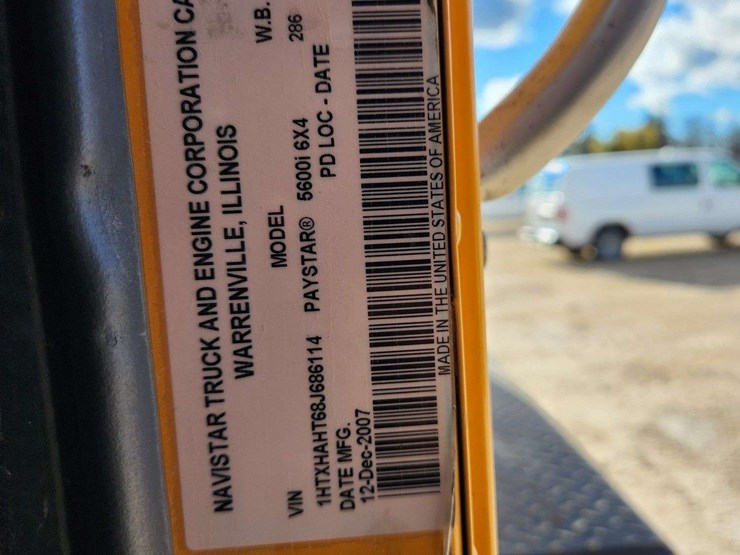 NAVISTAR TRUCK AND ENGINE CORPORATION
WARRENVILLE, ILLINOIS
VIN MODEL W.B.
1HTXHAHT68J686114 PAYSTAR® 5600i 6X4 286
DATE MFG. PD LOC - DATE
12-Dec-2007
MADE IN THE UNITED STATES OF AMERICA